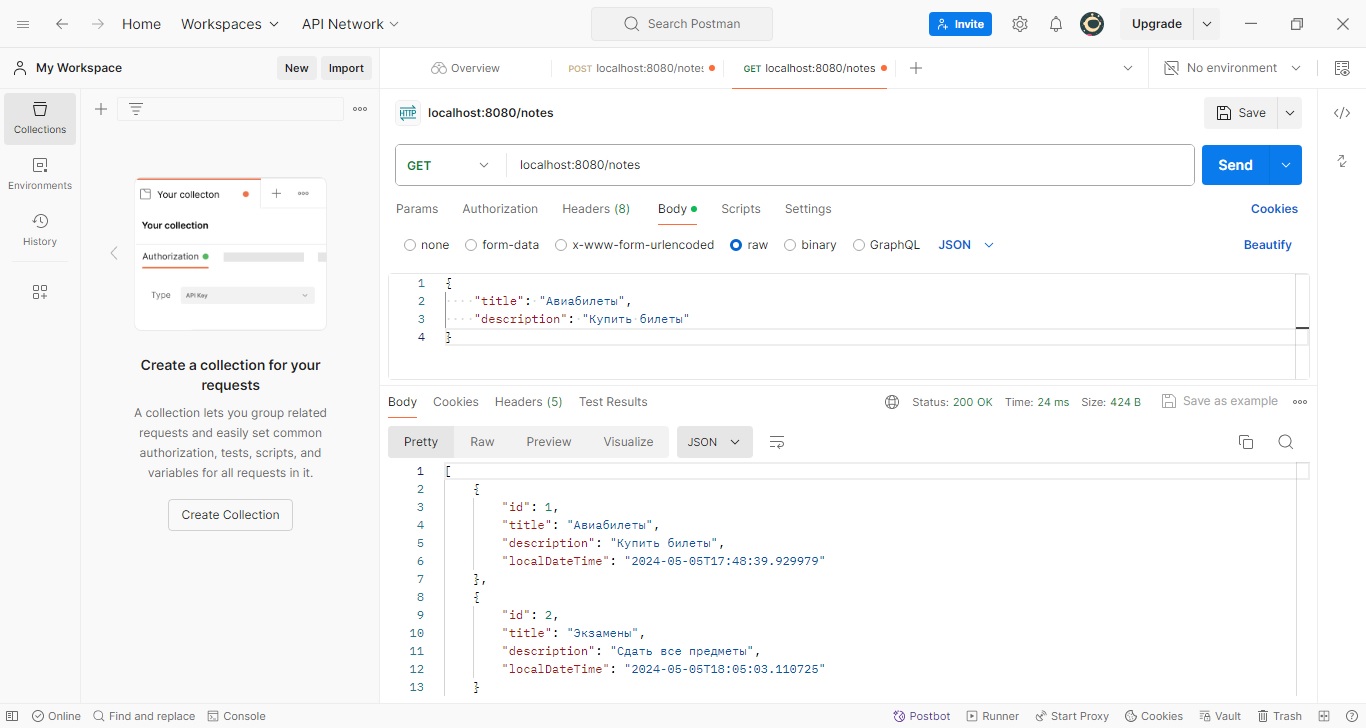 Home Workspaces API Network Search Postman Invite Upgrade
My Workspace New Import Overview POST localhost:8080/notes GET localhost:8080/notes No environment
Collections
Environments
History
Your collecton
Your collection
Authorization
Type API Key
Create a collection for your
requests
A collection lets you group related
requests and easily set common
authorization, tests, scripts, and
variables for all requests in it.
Create Collection
HTTP localhost:8080/notes Save
GET localhost:8080/notes Send
Params Authorization Headers (8) Body Scripts Settings Cookies
none form-data x-www-form-urlencoded raw binary GraphQL JSON Beautify
1 {
2 "title": "Авиабилеты",
3 "description": "Купить билеты"
4 }
Body Cookies Headers (5) Test Results Status: 200 OK Time: 24 ms Size: 424 B Save as example
Pretty Raw Preview Visualize JSON
1 [
2 {
3 "id": 1,
4 "title": "Авиабилеты",
5 "description": "Купить билеты",
6 "localDateTime": "2024-05-05T17:48:39.929979"
7 },
8 {
9 "id": 2,
10 "title": "Экзамены",
11 "description": "Сдать все предметы",
12 "localDateTime": "2024-05-05T18:05:03.110725"
13 }
Online Find and replace Console Postbot Runner Start Proxy Cookies Vault Trash